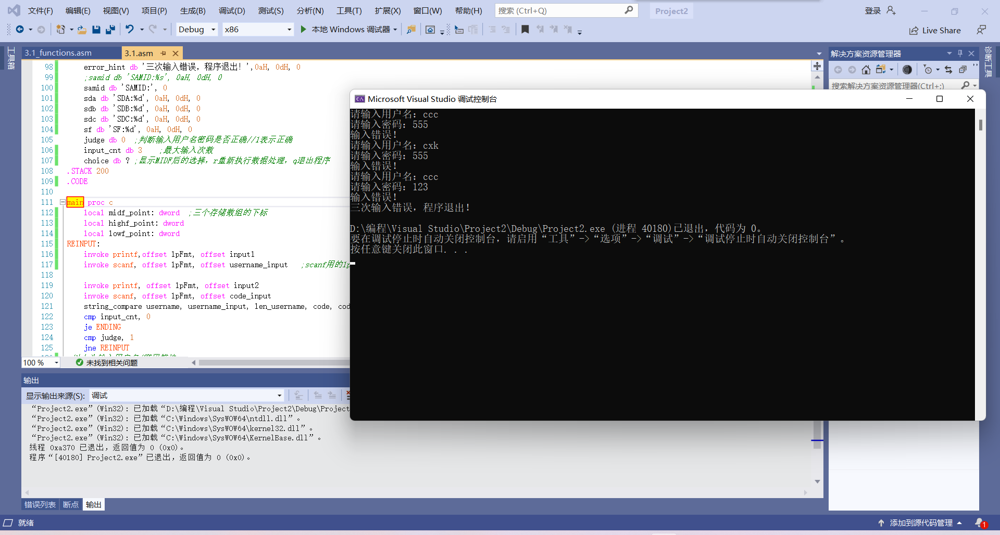 文件(F) 编辑(E) 视图(V) 项目(P) 生成(B) 调试(D) 测试(S) 分析(N) 工具(T) 扩展(X) 窗口(W) 帮助(H) 搜索 (Ctrl+Q) Project2 登录
Debug x86 本地 Windows 调试器 Live Share
工具箱
3.1_functions.asm 3.1.asm
98 error_hint db '三次输入错误，程序退出！',0aH, 0dH, 0
99 ;samid db 'SAMID:%s', 0aH, 0dH, 0
100 samid db 'SAMID:', 0
101 sda db 'SDA:%d', 0aH, 0dH, 0
102 sdb db 'SDB:%d', 0aH, 0dH, 0
103 sdc db 'SDC:%d', 0aH, 0dH, 0
104 sf db 'SF:%d', 0aH, 0dH, 0
105 judge db 0 ;判断输入用户名密码是否正确//1表示正确
106 input_cnt db 3 ;最大输入次数
107 choice db ? ;显示MIDF后的选择，r重新执行数据处理，q退出程序
108 .STACK 200
109 .CODE
110
111 main proc c
112 local midf_point: dword ;三个存储数组的下标
113 local highf_point: dword
114 local lowf_point: dword
115 REINPUT:
116 invoke printf,offset lpFmt, offset input1
117 invoke scanf, offset lpFmt, offset username_input ;scanf用的lp
118
119 invoke printf, offset lpFmt, offset input2
120 invoke scanf, offset lpFmt, offset code_input
121 string_compare username, username_input, len_username, code, cod
122 cmp input_cnt, 0
123 je ENDING
124 cmp judge, 1
125 jne REINPUT
100 % 未找到相关问题
输出
显示输出来源(S): 调试
“Project2.exe”(Win32): 已加载“D:\编程\Visual Studio\Project2\Debug\Project
“Project2.exe”(Win32): 已加载“C:\Windows\SysWOW64\ntdll.dll”。
“Project2.exe”(Win32): 已加载“C:\Windows\SysWOW64\kernel32.dll”。
“Project2.exe”(Win32): 已加载“C:\Windows\SysWOW64\KernelBase.dll”。
线程 0xa370 已退出，返回值为 0 (0x0)。
程序“[40180] Project2.exe”已退出，返回值为 0 (0x0)。
错误列表 断点 输出
Microsoft Visual Studio 调试控制台
请输入用户名：ccc
请输入密码：555
输入错误！
请输入用户名：cxk
请输入密码：555
输入错误！
请输入用户名：ccc
请输入密码：123
输入错误！
三次输入错误，程序退出！
D:\编程\Visual Studio\Project2\Debug\Project2.exe (进程 40180)已退出，代码为 0。
要在调试停止时自动关闭控制台，请启用“工具”->“选项”->“调试”->“调试停止时自动关闭控制台”。
按任意键关闭此窗口. . .
解决方案资源管理器
搜索解决方案资源管理器(Ctrl+;)
诊断工具
就绪 添加到源代码管理 1